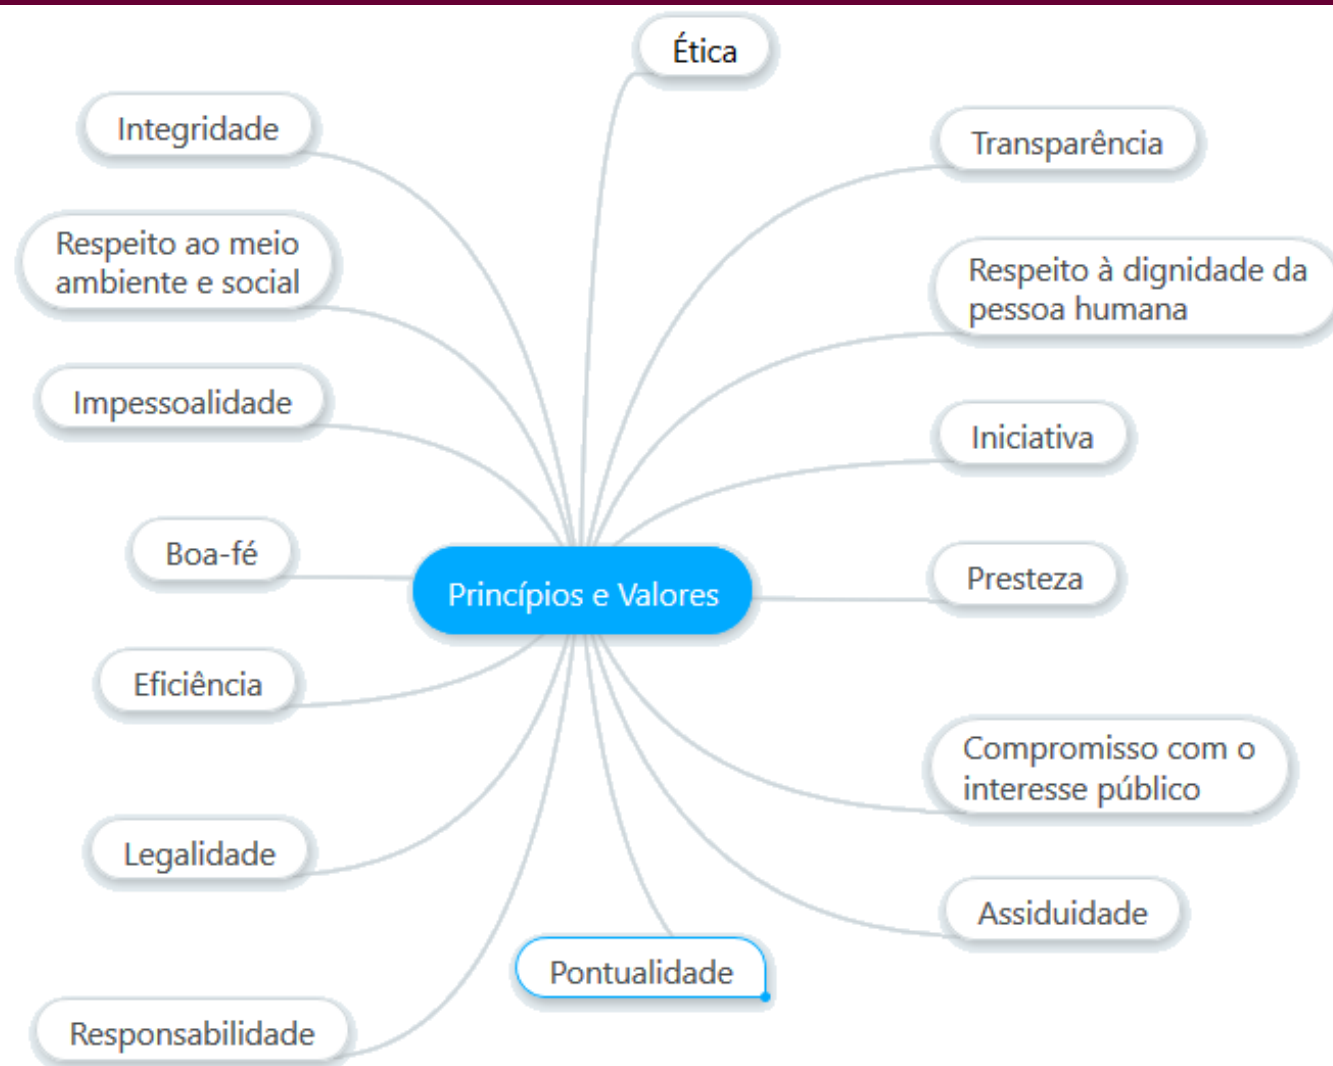 Ética
Integridade
Transparência
Respeito ao meio
ambiente e social
Respeito à dignidade da
pessoa humana
Impessoalidade
Iniciativa
Boa-fé
Princípios e Valores
Presteza
Eficiência
Compromisso com o
interesse público
Legalidade
Assiduidade
Pontualidade
Responsabilidade